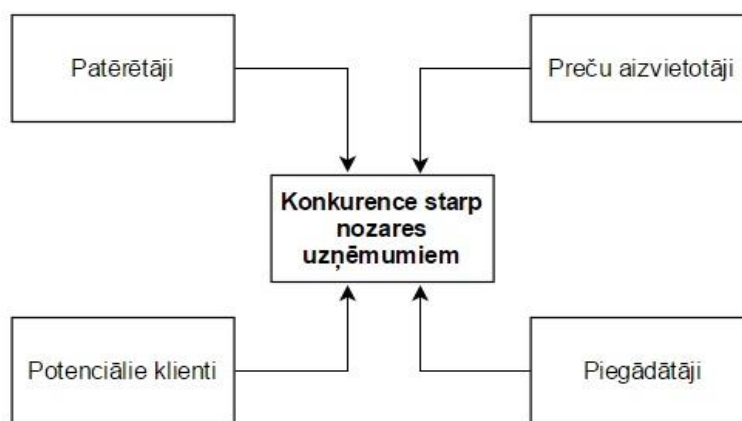 Patērētāji
Preču aizvietotāji
Konkurence starp
nozares
uzņēmumiem
Potenciālie klienti
Piegādātāji